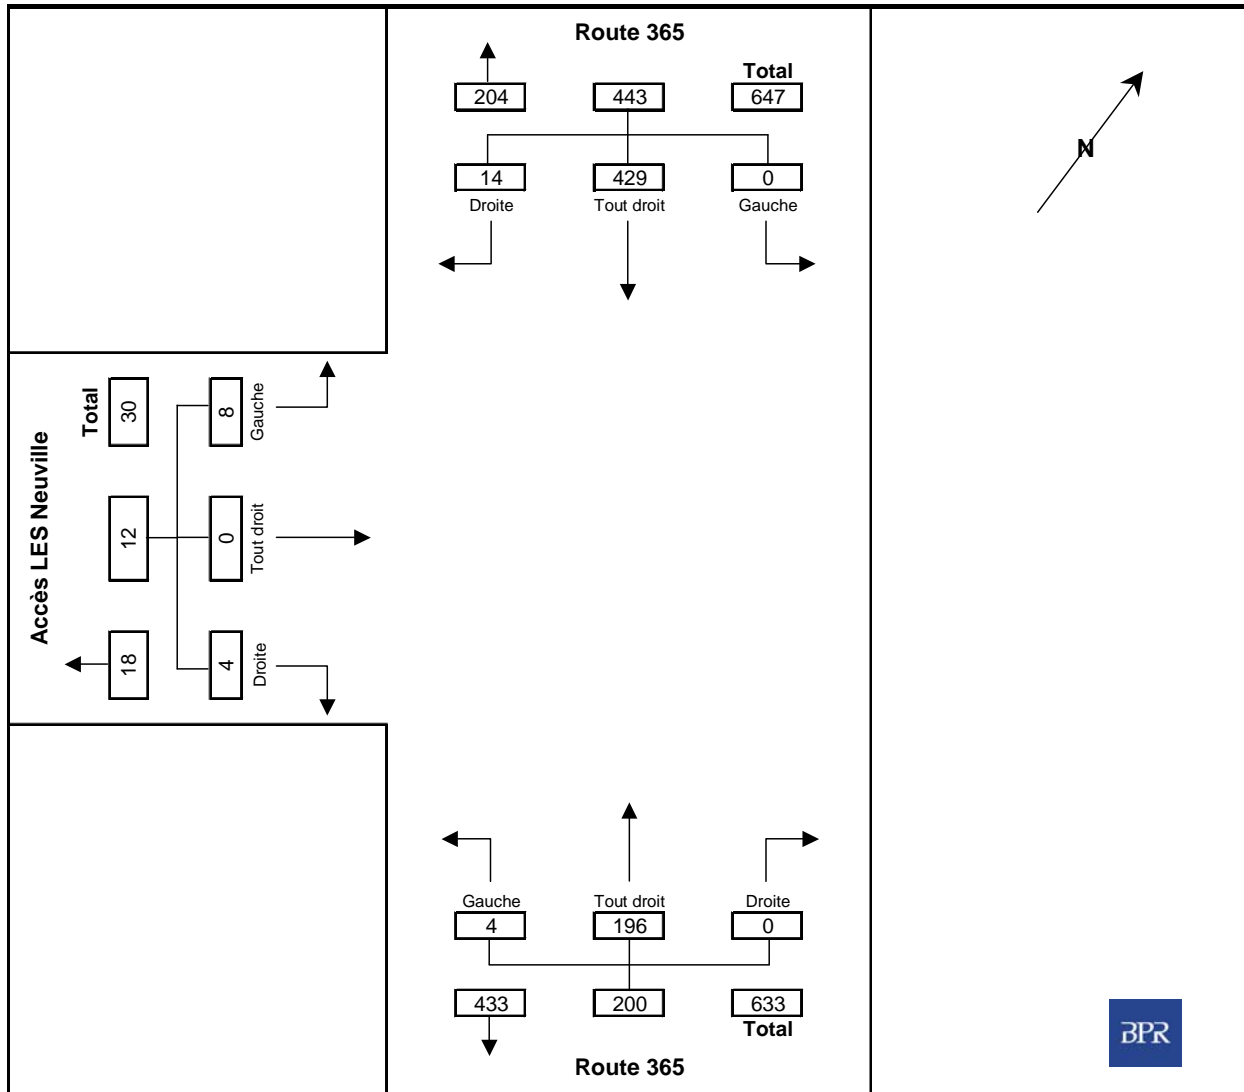 Route 365
Total
204 443 647
14 429 0
Droite Tout droit Gauche
N
Accès LES Neuville
Total
30
8
Gauche
12
0
Tout droit
18
4
Droite
Gauche Tout droit Droite
4 196 0
433 200 633
Total
Route 365
BPR